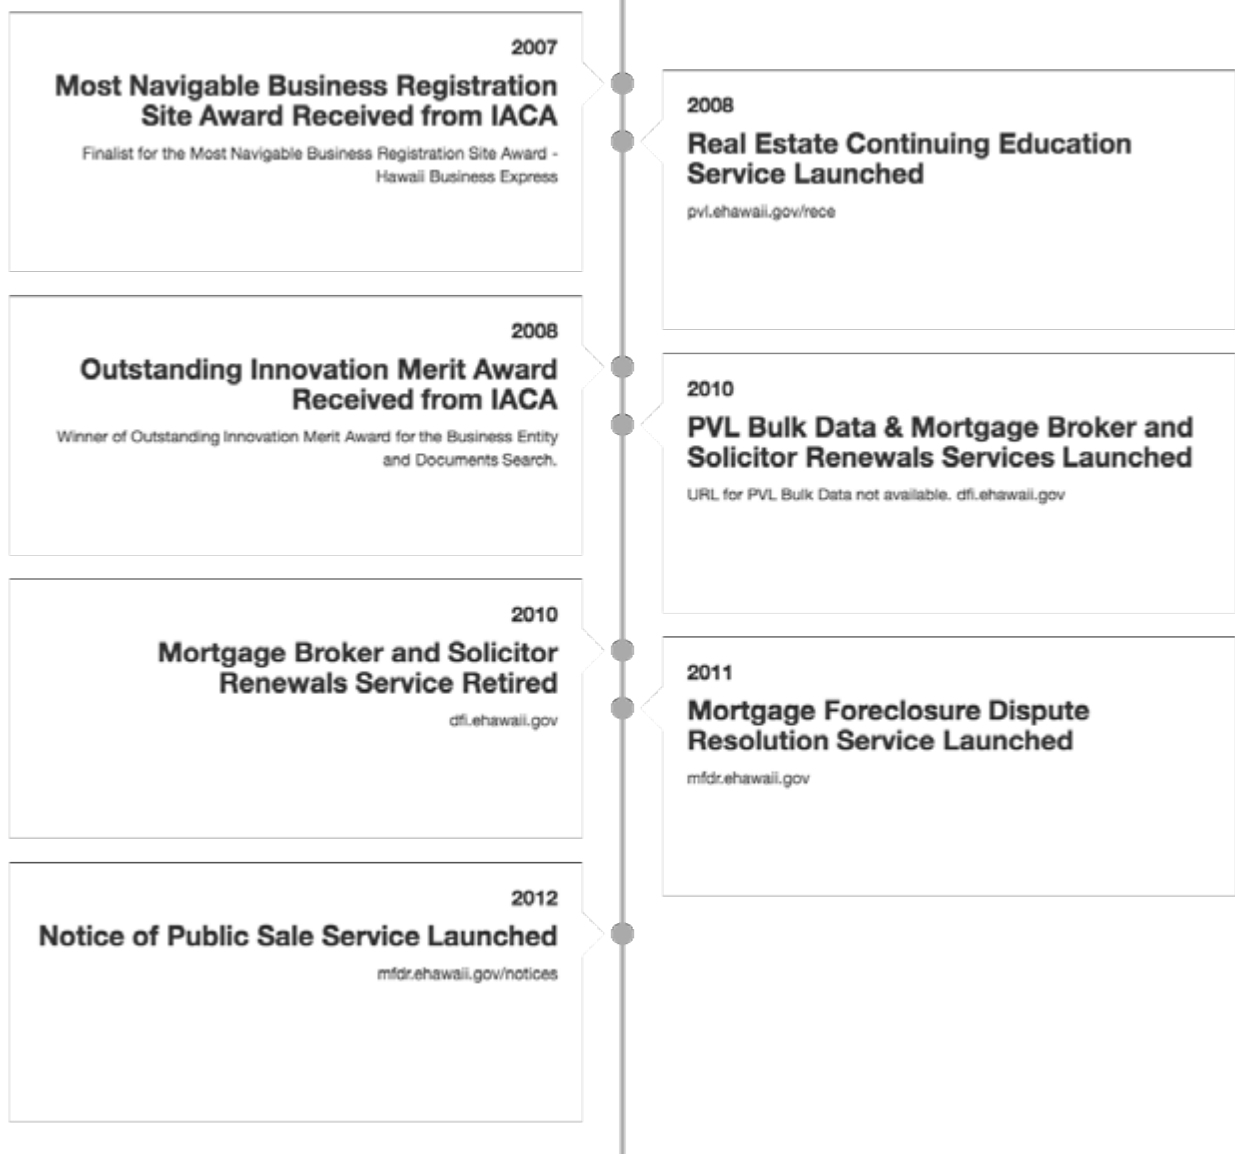 2007
Most Navigable Business Registration
Site Award Received from IACA
Finalist for the Most Navigable Business Registration Site Award -
Hawaii Business Express
2008
Real Estate Continuing Education
Service Launched
pvl.ehawaii.gov/rece
2008
Outstanding Innovation Merit Award
Received from IACA
Winner of Outstanding Innovation Merit Award for the Business Entity
and Documents Search.
2010
PVL Bulk Data & Mortgage Broker and
Solicitor Renewals Services Launched
URL for PVL Bulk Data not available. dfi.ehawaii.gov
2010
Mortgage Broker and Solicitor
Renewals Service Retired
dfi.ehawaii.gov
2011
Mortgage Foreclosure Dispute
Resolution Service Launched
mfdr.ehawaii.gov
2012
Notice of Public Sale Service Launched
mfdr.ehawaii.gov/notices